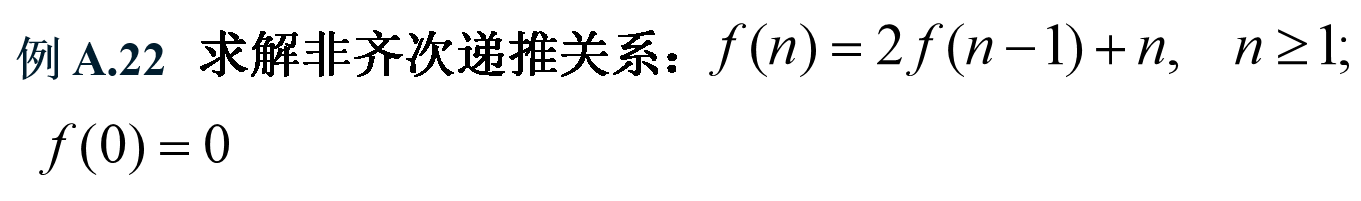 例 A.22 求解非齐次递推关系：f(n) = 2f(n−1) + n, n ≥ 1;
f(0) = 0